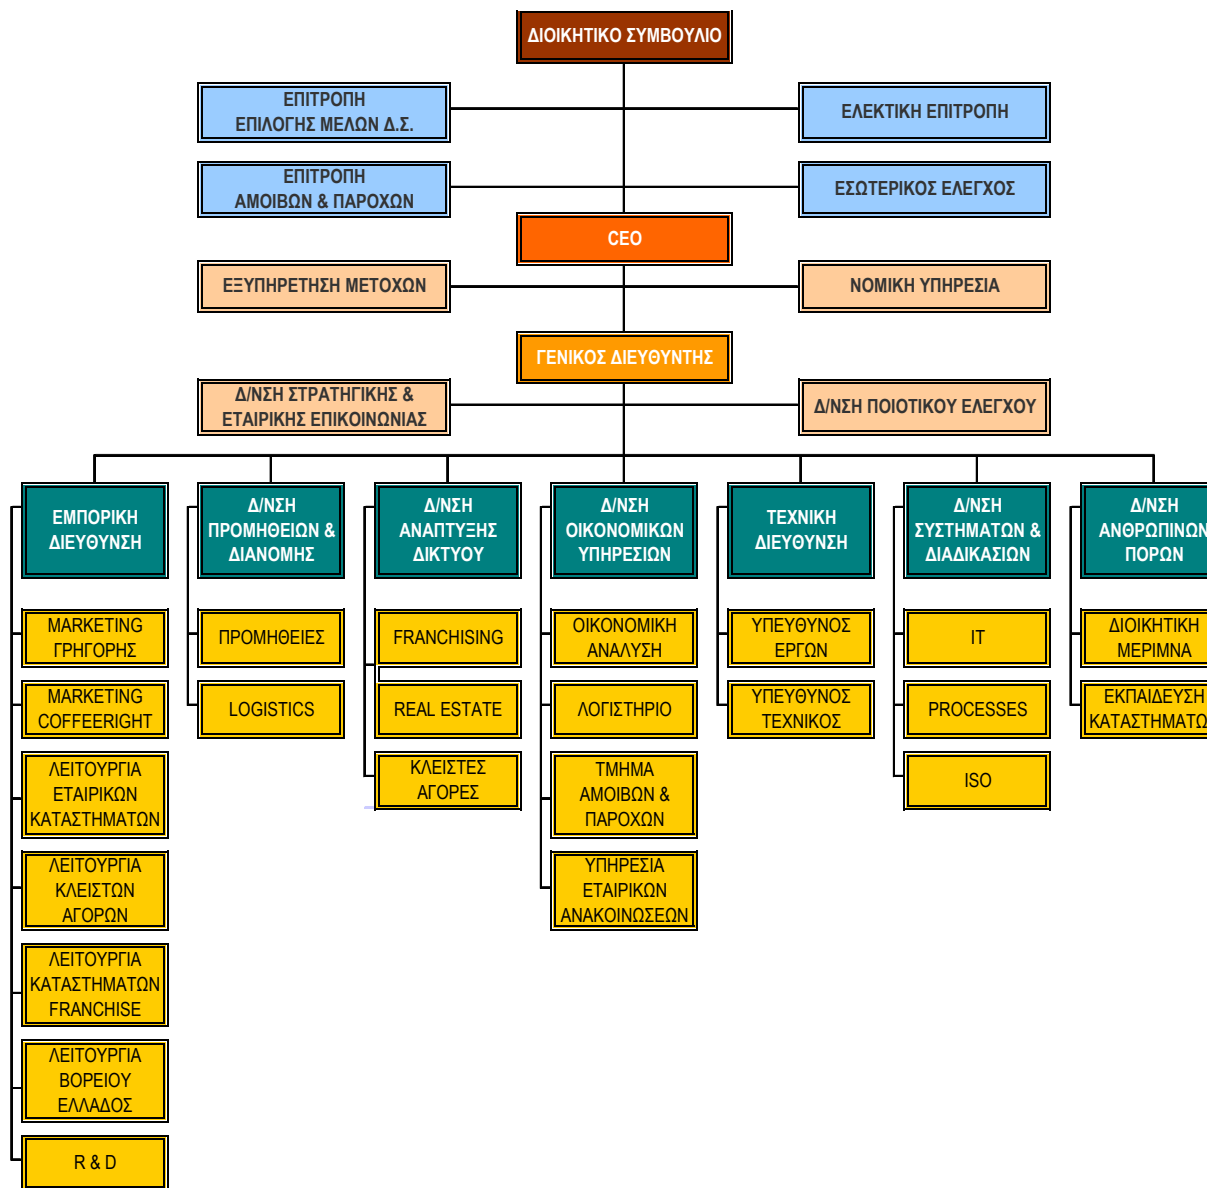 ΔΙΟΙΚΗΤΙΚΟ ΣΥΜΒΟΥΛΙΟ
ΕΠΙΤΡΟΠΗ
ΕΠΙΛΟΓΗΣ ΜΕΛΩΝ Δ.Σ.
ΕΛΕΚΤΙΚΗ ΕΠΙΤΡΟΠΗ
ΕΠΙΤΡΟΠΗ
ΑΜΟΙΒΩΝ & ΠΑΡΟΧΩΝ
ΕΣΩΤΕΡΙΚΟΣ ΕΛΕΓΧΟΣ
CEO
ΕΞΥΠΗΡΕΤΗΣΗ ΜΕΤΟΧΩΝ
ΝΟΜΙΚΗ ΥΠΗΡΕΣΙΑ
ΓΕΝΙΚΟΣ ΔΙΕΥΘΥΝΤΗΣ
Δ/ΝΣΗ ΣΤΡΑΤΗΓΙΚΗΣ &
ΕΤΑΙΡΙΚΗΣ ΕΠΙΚΟΙΝΩΝΙΑΣ
Δ/ΝΣΗ ΠΟΙΟΤΙΚΟΥ ΕΛΕΓΧΟΥ
ΕΜΠΟΡΙΚΗ
ΔΙΕΥΘΥΝΣΗ
Δ/ΝΣΗ
ΠΡΟΜΗΘΕΙΩΝ &
ΔΙΑΝΟΜΗΣ
Δ/ΝΣΗ
ΑΝΑΠΤΥΞΗΣ
ΔΙΚΤΥΟΥ
Δ/ΝΣΗ
ΟΙΚΟΝΟΜΙΚΩΝ
ΥΠΗΡΕΣΙΩΝ
ΤΕΧΝΙΚΗ
ΔΙΕΥΘΥΝΣΗ
Δ/ΝΣΗ
ΣΥΣΤΗΜΑΤΩΝ &
ΔΙΑΔΙΚΑΣΙΩΝ
Δ/ΝΣΗ
ΑΝΘΡΩΠΙΝΩΝ
ΠΟΡΩΝ
MARKETING
ΓΡΗΓΟΡΗΣ
MARKETING
COFFEERIGHT
ΛΕΙΤΟΥΡΓΙΑ
ΕΤΑΙΡΙΚΩΝ
ΚΑΤΑΣΤΗΜΑΤΩΝ
ΛΕΙΤΟΥΡΓΙΑ
ΚΛΕΙΣΤΩΝ
ΑΓΟΡΩΝ
ΛΕΙΤΟΥΡΓΙΑ
ΚΑΤΑΣΤΗΜΑΤΩΝ
FRANCHISE
ΛΕΙΤΟΥΡΓΙΑ
ΒΟΡΕΙΟΥ
ΕΛΛΑΔΟΣ
R & D
ΠΡΟΜΗΘΕΙΕΣ
LOGISTICS
FRANCHISING
REAL ESTATE
ΚΛΕΙΣΤΕΣ
ΑΓΟΡΕΣ
ΟΙΚΟΝΟΜΙΚΗ
ΑΝΑΛΥΣΗ
ΛΟΓΙΣΤΗΡΙΟ
ΤΜΗΜΑ
ΑΜΟΙΒΩΝ &
ΠΑΡΟΧΩΝ
ΥΠΗΡΕΣΙΑ
ΕΤΑΙΡΙΚΩΝ
ΑΝΑΚΟΙΝΩΣΕΩΝ
ΥΠΕΥΘΥΝΟΣ
ΕΡΓΩΝ
ΥΠΕΥΘΥΝΟΣ
ΤΕΧΝΙΚΟΣ
IT
PROCESSES
ISO
ΔΙΟΙΚΗΤΙΚΗ
ΜΕΡΙΜΝΑ
ΕΚΠΑΙΔΕΥΣΗ
ΚΑΤΑΣΤΗΜΑΤΩ